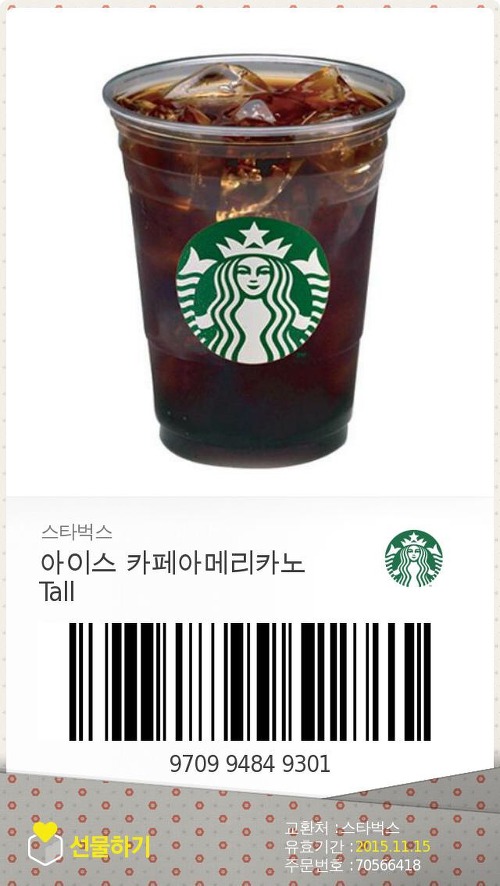 스타벅스
아이스 카페아메리카노
Tall
9709 9484 9301
선물하기
교환처 : 스타벅스
유효기간 : 2015.11.15
주문번호 : 70566418